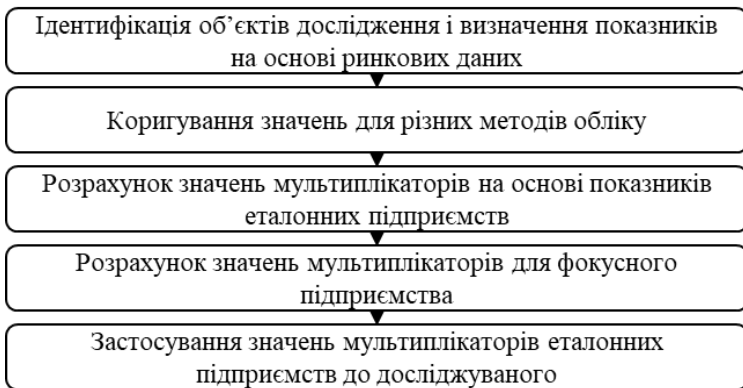 Ідентифікація об’єктів дослідження і визначення показників
на основі ринкових даних
Коригування значень для різних методів обліку
Розрахунок значень мультиплікаторів на основі показників
еталонних підприємств
Розрахунок значень мультиплікаторів для фокусного
підприємства
Застосування значень мультиплікаторів еталонних
підприємств до досліджуваного